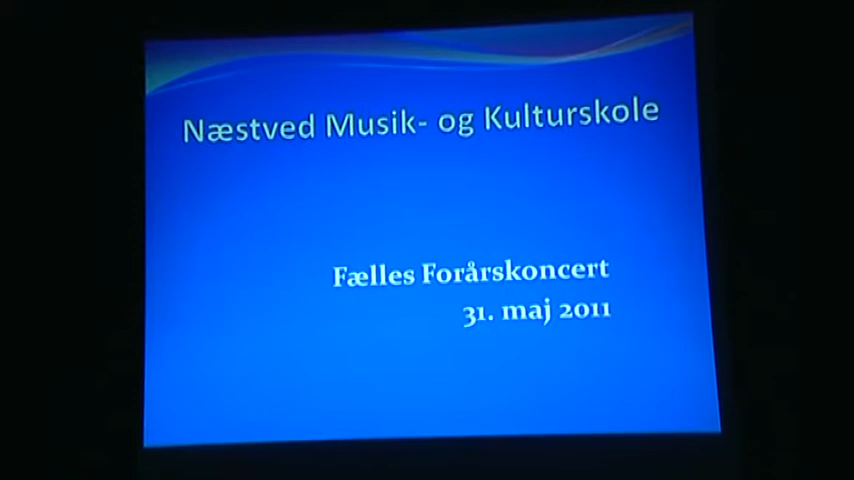 Næstved Musik- og Kulturskole
Fælles Forårskoncert
31. maj 2011